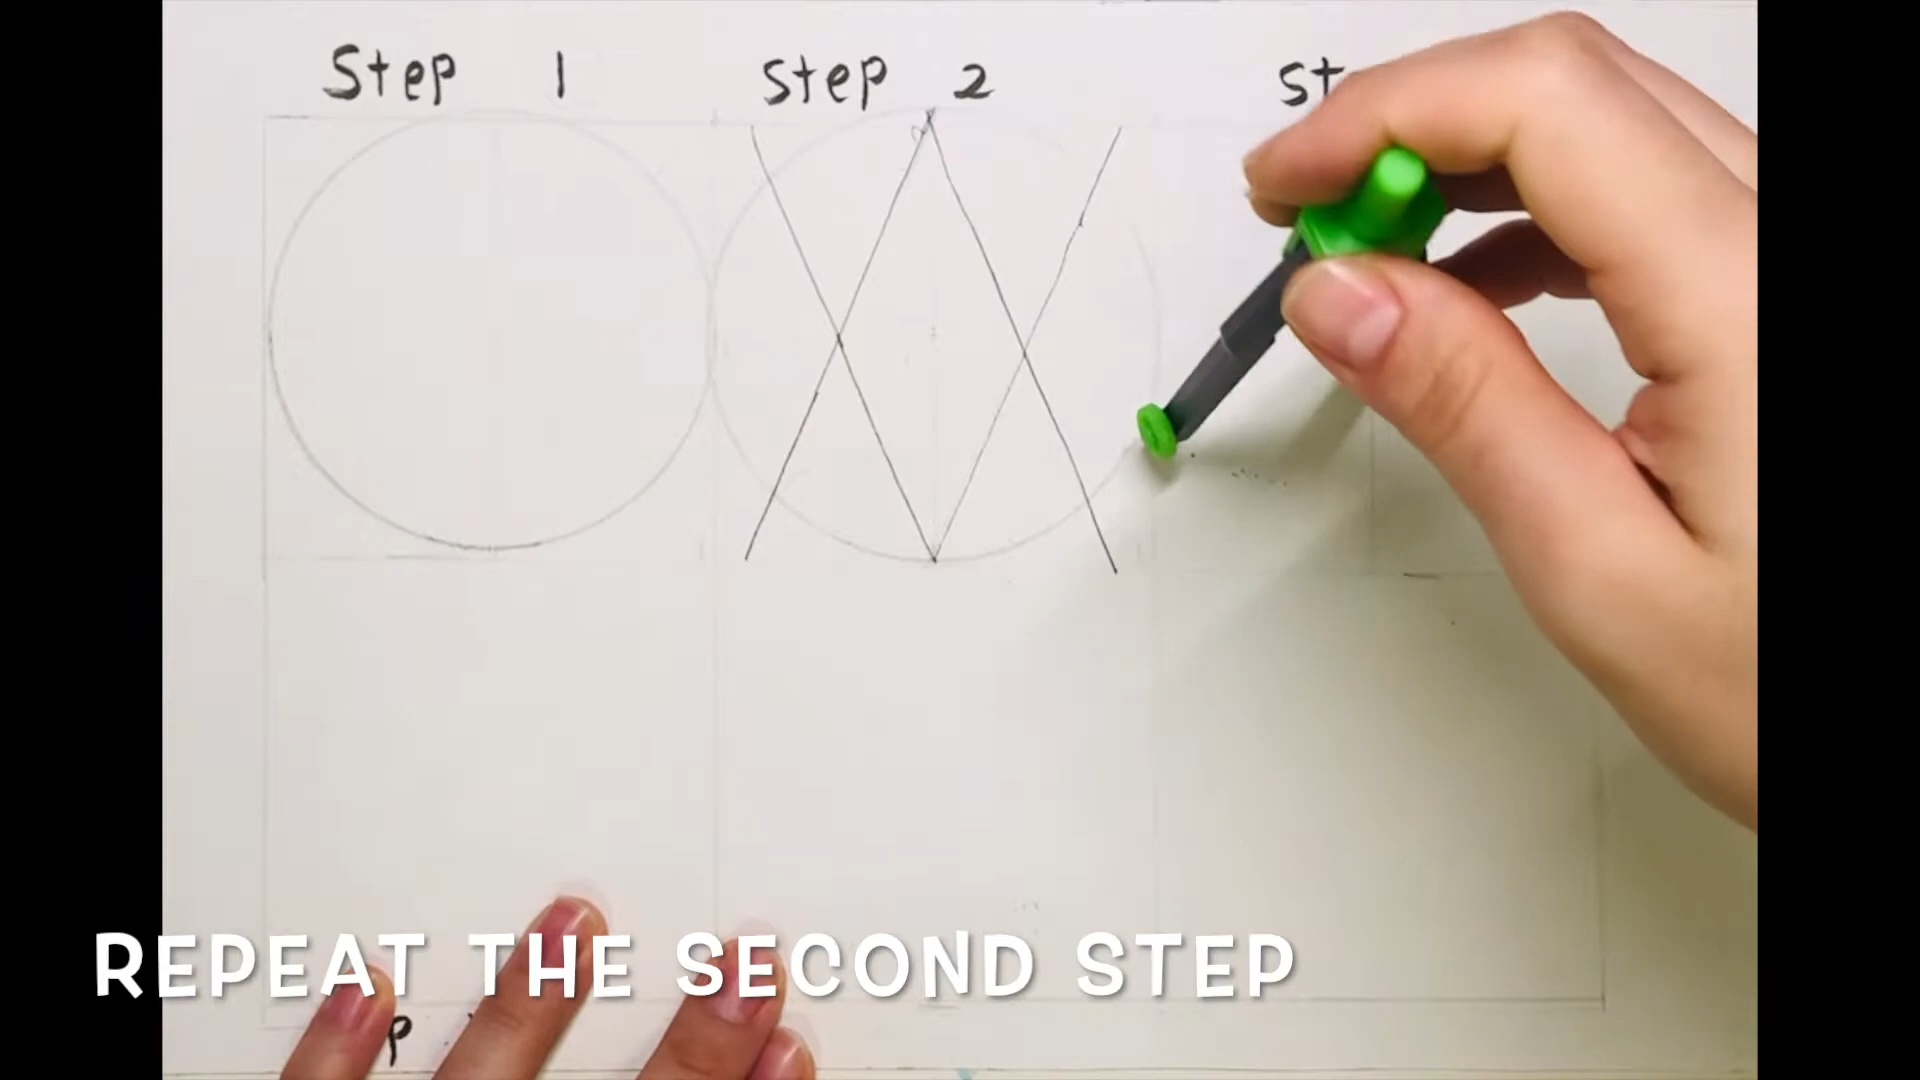 Step 1
Step 2
St
REPEAT THE SECOND STEP
p